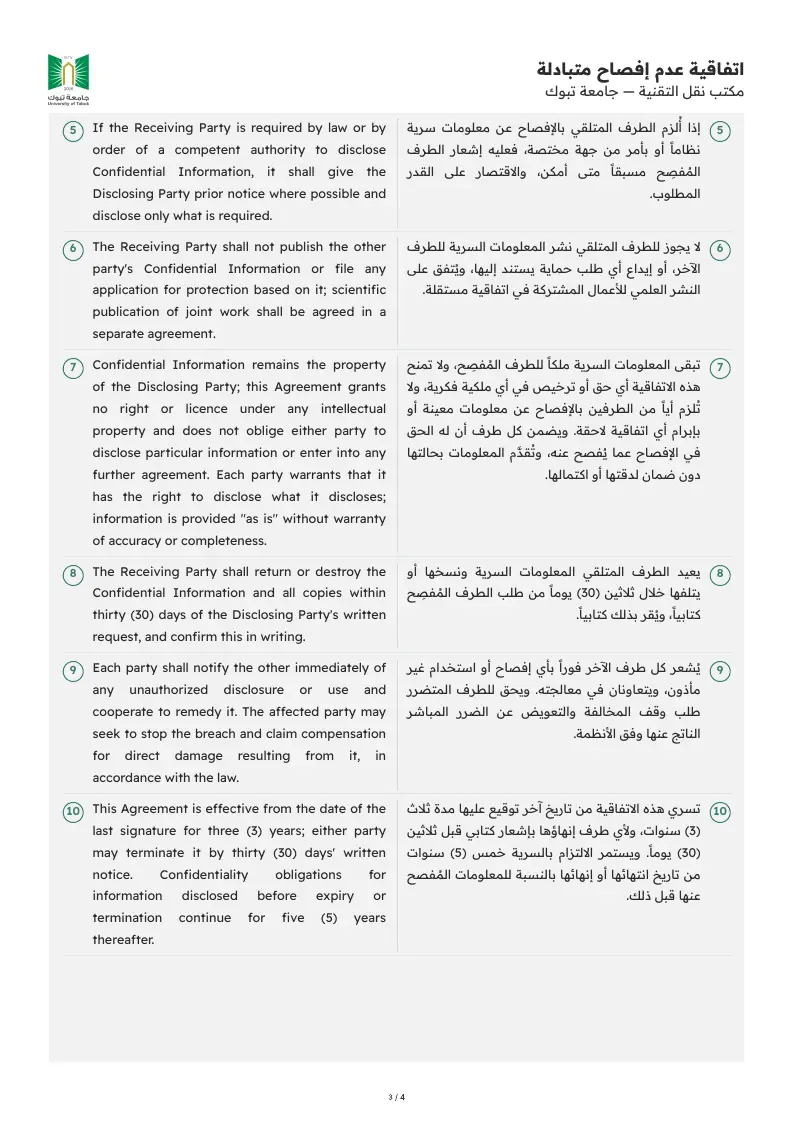 اتفاقية عدم إفصاح متبادلة
مكتب نقل التقنية — جامعة تبوك
جامعة تبوك
University of Tabuk
5
If the Receiving Party is required by law or by
order of a competent authority to disclose
Confidential Information, it shall give the
Disclosing Party prior notice where possible and
disclose only what is required.
5
إذا أُلزم الطرف المتلقي بالإفصاح عن معلومات سرية
نظاماً أو بأمر من جهة مختصة، فعليه إشعار الطرف
المُفصِح مسبقاً متى أمكن، والاقتصار على القدر
المطلوب.
6
The Receiving Party shall not publish the other
party's Confidential Information or file any
application for protection based on it; scientific
publication of joint work shall be agreed in a
separate agreement.
6
لا يجوز للطرف المتلقي نشر المعلومات السرية للطرف
الآخر، أو إيداع أي طلب حماية يستند إليها، ويُتفق على
النشر العلمي للأعمال المشتركة في اتفاقية مستقلة.
7
Confidential Information remains the property
of the Disclosing Party; this Agreement grants
no right or licence under any intellectual
property and does not oblige either party to
disclose particular information or enter into any
further agreement. Each party warrants that it
has the right to disclose what it discloses;
information is provided "as is" without warranty
of accuracy or completeness.
7
تبقى المعلومات السرية ملكاً للطرف المُفصِح، ولا تمنح
هذه الاتفاقية أي حق أو ترخيص في أي ملكية فكرية، ولا
تُلزم أياً من الطرفين بالإفصاح عن معلومات معينة أو
بإبرام أي اتفاقية لاحقة. ويضمن كل طرف أن له الحق
في الإفصاح عما يُفصح عنه، وتُقدَّم المعلومات بحالتها
دون ضمان لدقتها أو اكتمالها.
8
The Receiving Party shall return or destroy the
Confidential Information and all copies within
thirty (30) days of the Disclosing Party's written
request, and confirm this in writing.
8
يعيد الطرف المتلقي المعلومات السرية ونسخها أو
يتلفها خلال ثلاثين (30) يوماً من طلب الطرف المُفصِح
كتابياً، ويُقر بذلك كتابياً.
9
Each party shall notify the other immediately of
any unauthorized disclosure or use and
cooperate to remedy it. The affected party may
seek to stop the breach and claim compensation
for direct damage resulting from it, in
accordance with the law.
9
يُشعر كل طرف الآخر فوراً بأي إفصاح أو استخدام غير
مأذون، ويتعاونان في معالجته. ويحق للطرف المتضرر
طلب وقف المخالفة والتعويض عن الضرر المباشر
الناتج عنها وفق الأنظمة.
10
This Agreement is effective from the date of the
last signature for three (3) years; either party
may terminate it by thirty (30) days' written
notice. Confidentiality obligations for
information disclosed before expiry or
termination continue for five (5) years
thereafter.
10
تسري هذه الاتفاقية من تاريخ آخر توقيع عليها مدة ثلاث
(3) سنوات، ولأي طرف إنهاؤها بإشعار كتابي قبل ثلاثين
(30) يوماً. ويستمر الالتزام بالسرية خمس (5) سنوات
من تاريخ انتهائها أو إنهائها بالنسبة للمعلومات المُفصح
عنها قبل ذلك.
3 / 4